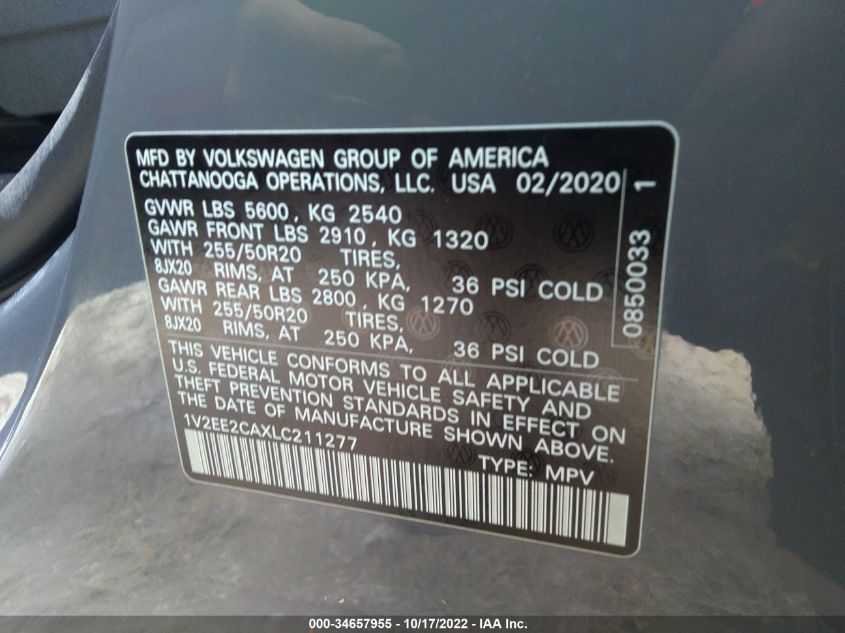 MFD BY VOLKSWAGEN GROUP OF AMERICA
CHATTANOOGA OPERATIONS, LLC. USA 02/2020
GVWR LBS 5600, KG 2540
GAWR FRONT LBS 2910, KG 1320
WITH 255/50R20 TIRES,
8JX20 RIMS, AT 250 KPA, 36 PSI COLD
GAWR REAR LBS 2800, KG 1270
WITH 255/50R20 TIRES,
8JX20 RIMS, AT 250 KPA, 36 PSI COLD
THIS VEHICLE CONFORMS TO ALL APPLICABLE
U.S. FEDERAL MOTOR VEHICLE SAFETY AND
THEFT PREVENTION STANDARDS IN EFFECT ON
THE DATE OF MANUFACTURE SHOWN ABOVE.
1V2EE2CAXLC211277
TYPE: MPV
0850033 1
000-34657955 - 10/17/2022 - IAA Inc.